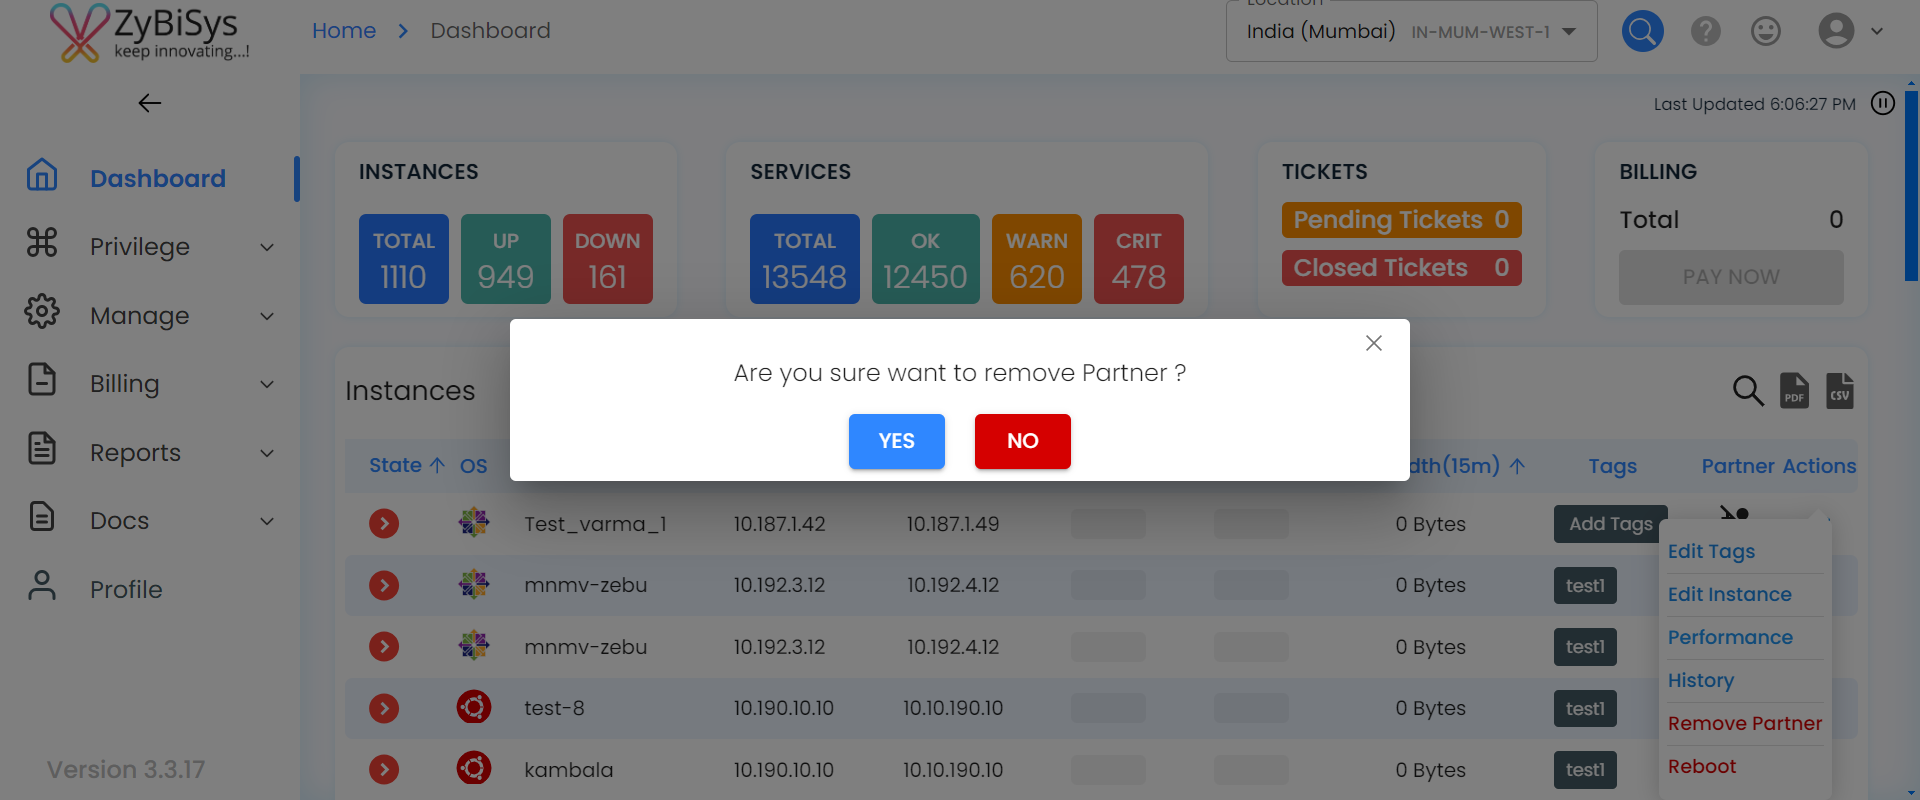 ZyBiSys
keep innovating...!
Home > Dashboard
Location
India (Mumbai) IN-MUM-WEST-1
Last Updated 6:06:27 PM
Dashboard
Privilege
Manage
Billing
Reports
Docs
Profile
Version 3.3.17
INSTANCES
TOTAL UP DOWN
1110 949 161
SERVICES
TOTAL OK WARN CRIT
13548 12450 620 478
TICKETS
Pending Tickets 0
Closed Tickets 0
BILLING
Total 0
PAY NOW
Are you sure want to remove Partner ?
YES NO
Instances
PDF CSV
State OS dth(15m) Tags Partner Actions
Test_varma_1 10.187.1.42 10.187.1.49 0 Bytes Add Tags
mnmv-zebu 10.192.3.12 10.192.4.12 0 Bytes test1
mnmv-zebu 10.192.3.12 10.192.4.12 0 Bytes test1
test-8 10.190.10.10 10.10.190.10 0 Bytes test1
kambala 10.190.10.10 10.10.190.10 0 Bytes test1
Edit Tags
Edit Instance
Performance
History
Remove Partner
Reboot